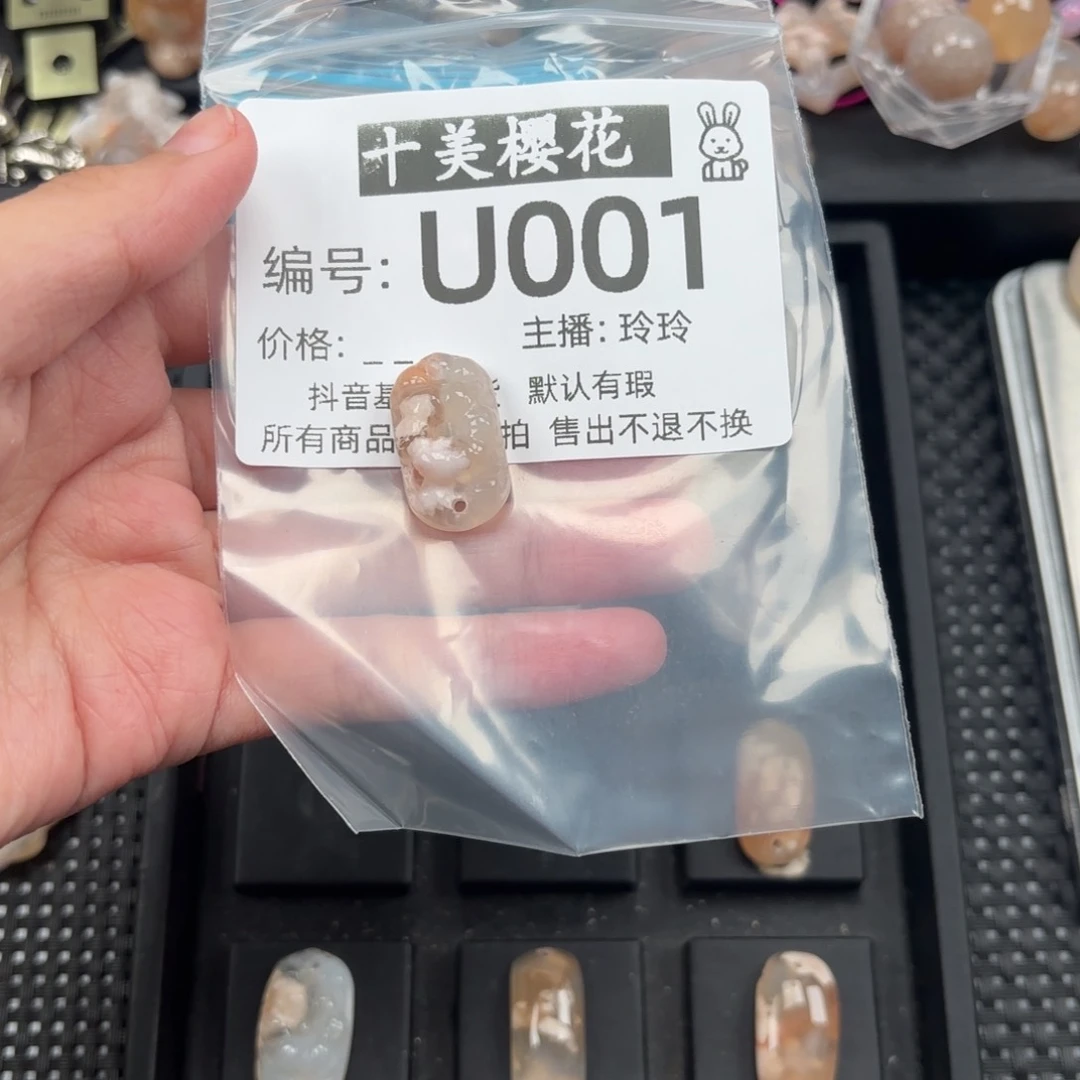 十美樱花
编号: U001
价格: _ _ 主播: 玲玲
抖音基 默认有瑕
所有商品 拍 售出不退不换